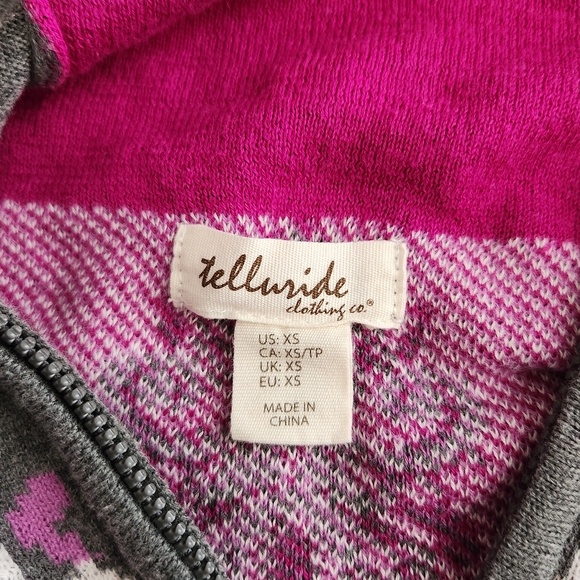 telluride
clothing co.®
US: XS
CA: XS/TP
UK: XS
EU: XS
MADE IN
CHINA